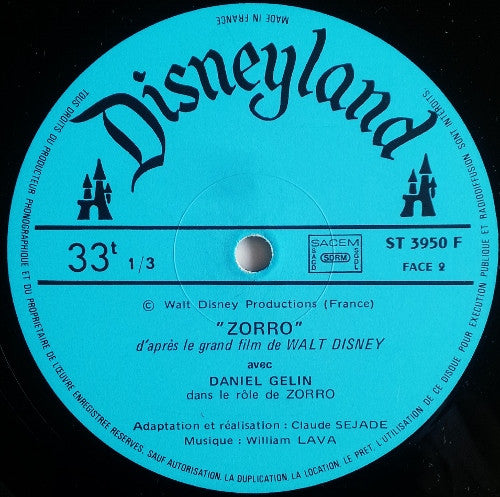 MADE IN FRANCE
Disneyland
TOUS DROITS DU PRODUCTEUR PHONOGRAPHIQUE ET DU PROPRIETAIRE DE L'ŒUVRE ENREGISTREE RESERVES, SAUF AUTORISATION, LA DUPLICATION, LA LOCATION, LE PRET, L'UTILISATION DE CE DISQUE POUR EXECUTION PUBLIQUE ET RADIODIFFUSION SONT INTERDITS
33t 1/3
SACEM
SACD SDRM SGDL
ST 3950 F
FACE 2
© Walt Disney Productions (France)
"ZORRO"
d'après le grand film de WALT DISNEY
avec
DANIEL GELIN
dans le rôle de ZORRO
Adaptation et réalisation : Claude SEJADE
Musique : William LAVA